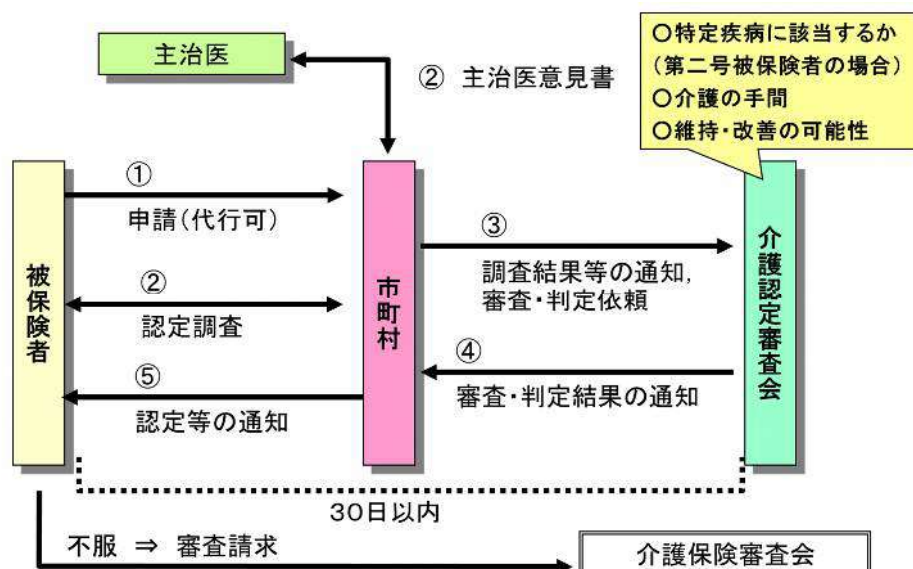 主治医
② 主治医意見書
○特定疾病に該当するか
(第二号被保険者の場合)
○介護の手間
○維持・改善の可能性
被保険者
①
申請(代行可)
②
認定調査
⑤
認定等の通知
市町村
③
調査結果等の通知,
審査・判定依頼
④
審査・判定結果の通知
介護認定審査会
30日以内
不服 ⇒ 審査請求
介護保険審査会